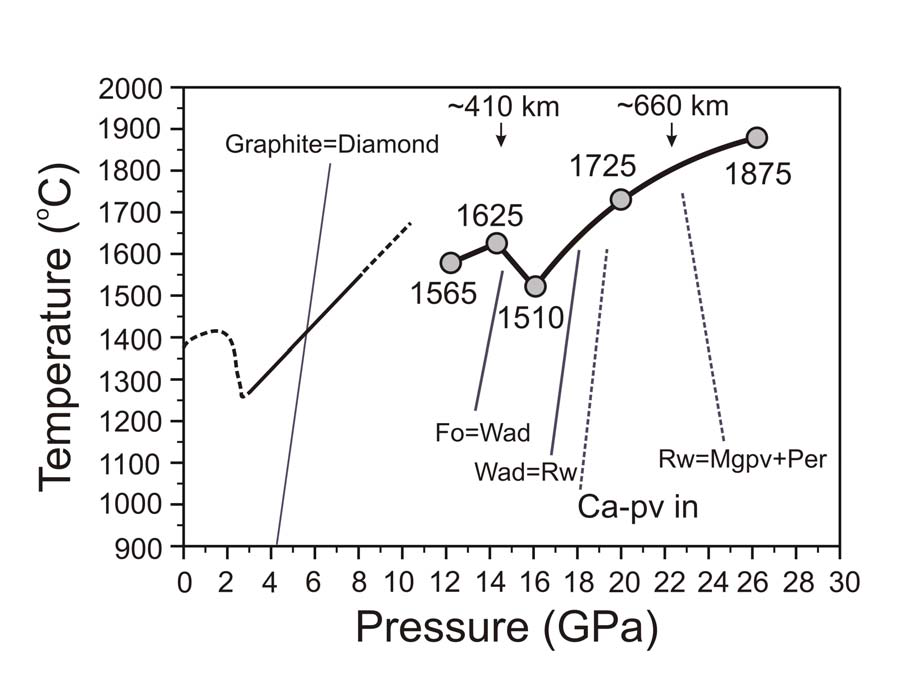 2000
1900
1800
1700
1600
1500
1400
1300
1200
1100
1000
900
Temperature (°C)
~410 km
~660 km
Graphite=Diamond
1725
1875
1625
1565
1510
Fo=Wad
Wad=Rw
Rw=Mgpv+Per
Ca-pv in
0 2 4 6 8 10 12 14 16 18 20 22 24 26 28 30
Pressure (GPa)